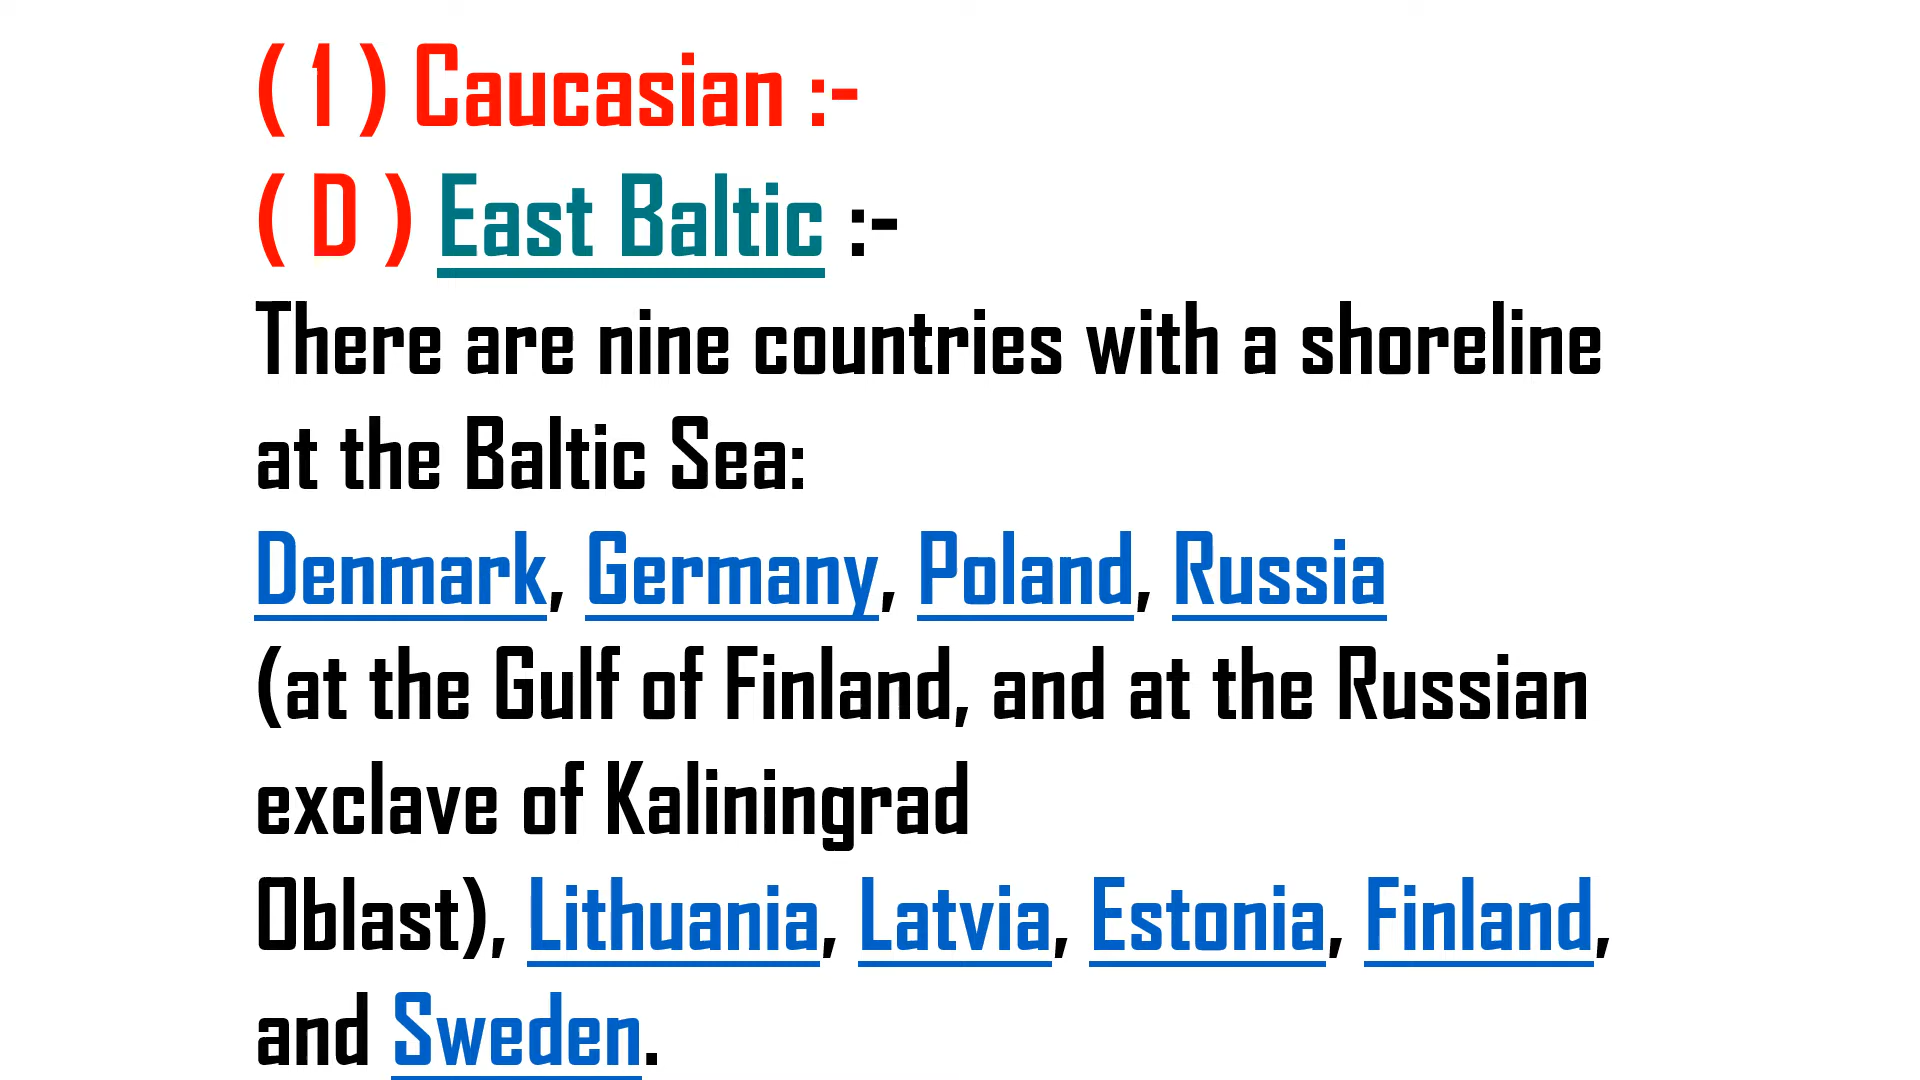 ( 1 ) Caucasian :-
( D ) East Baltic :-
There are nine countries with a shoreline
at the Baltic Sea:
Denmark, Germany, Poland, Russia
(at the Gulf of Finland, and at the Russian
exclave of Kaliningrad
Oblast), Lithuania, Latvia, Estonia, Finland,
and Sweden.